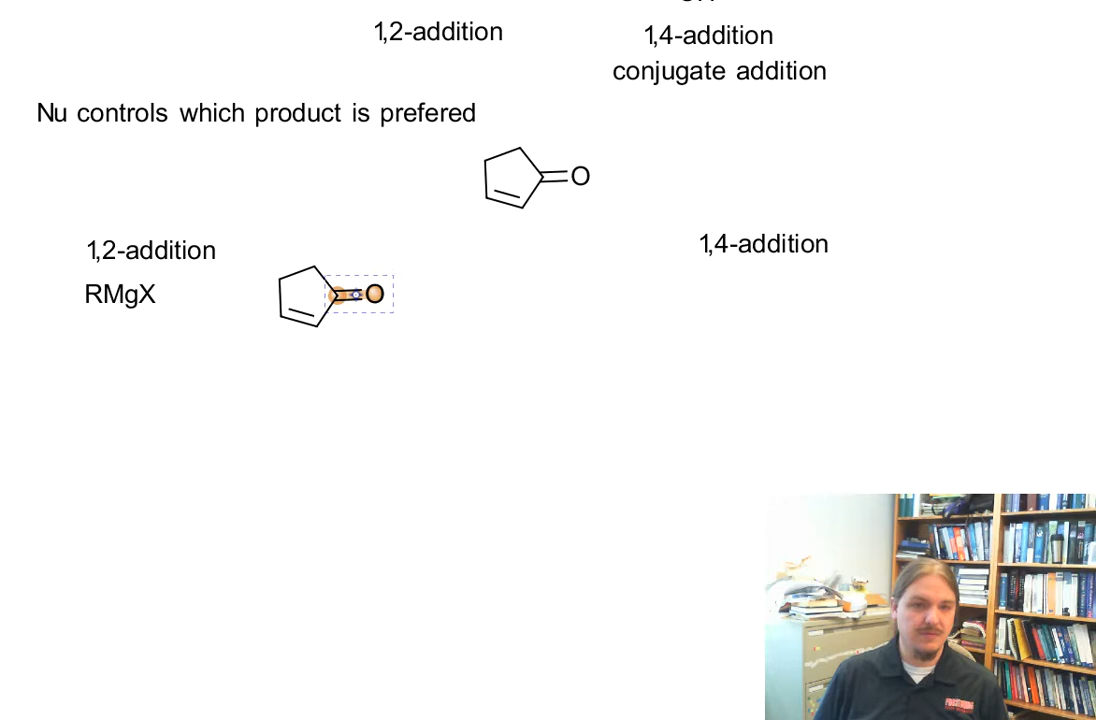 1,2-addition
1,4-addition
conjugate addition
Nu controls which product is prefered
O
1,2-addition
1,4-addition
RMgX
O